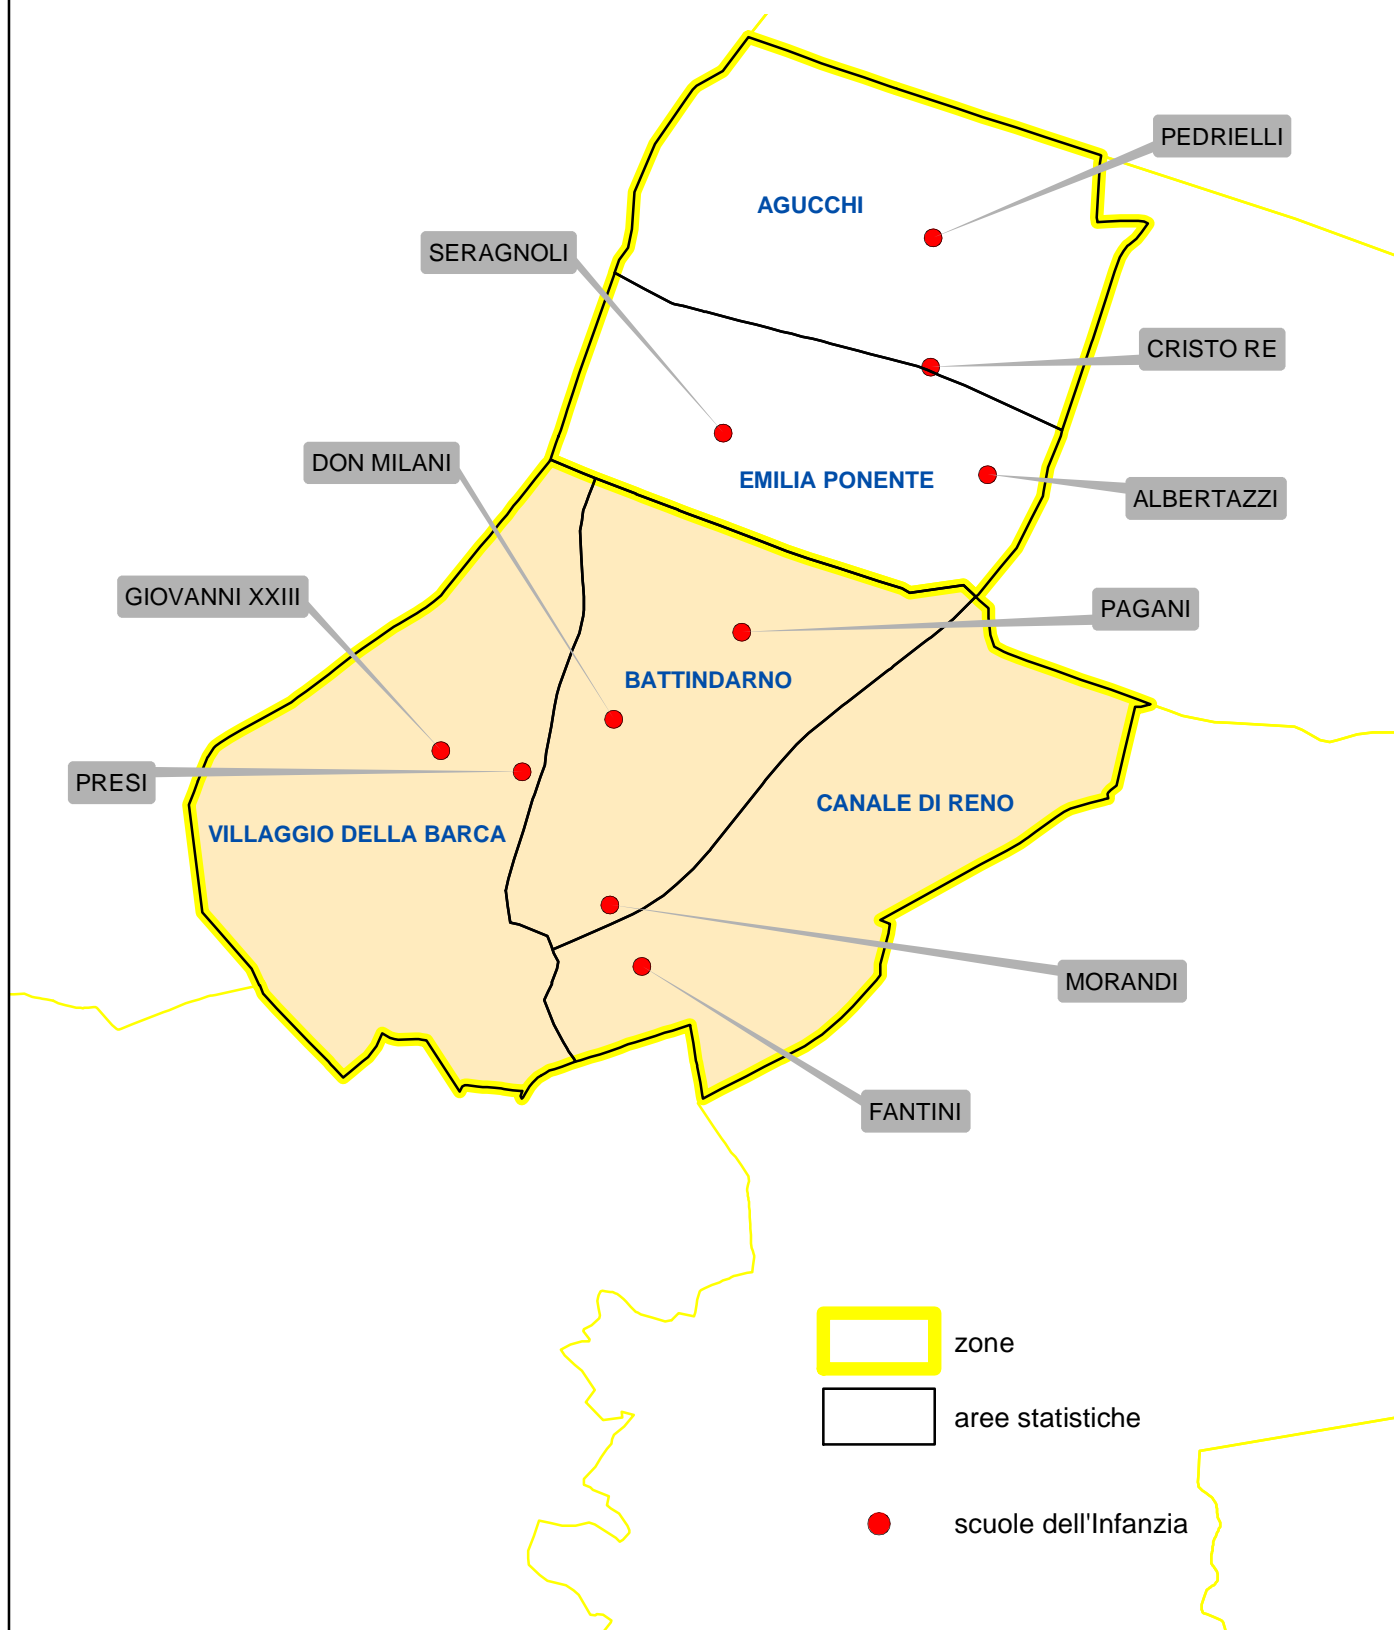 PEDRIELLI
AGUCCHI
SERAGNOLI
CRISTO RE
DON MILANI
EMILIA PONENTE
ALBERTAZZI
GIOVANNI XXIII
PAGANI
BATTINDARNO
PRESI
CANALE DI RENO
VILLAGGIO DELLA BARCA
MORANDI
FANTINI
zone
aree statistiche
scuole dell'Infanzia